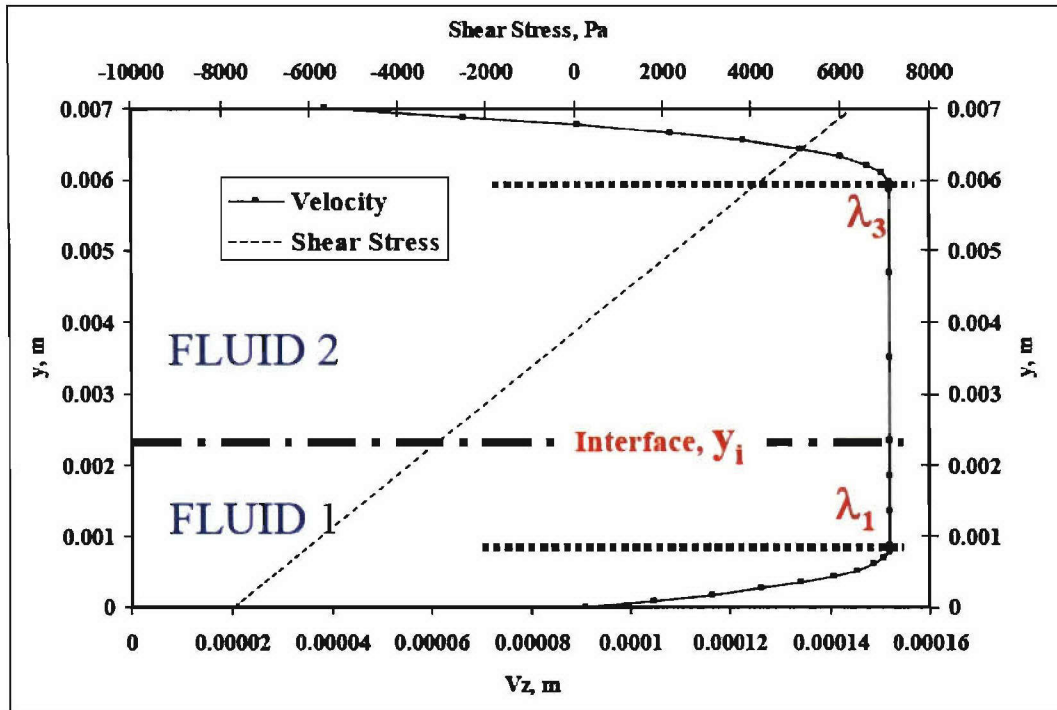 Shear Stress, Pa
-10000 -8000 -6000 -4000 -2000 0 2000 4000 6000 8000
0.007 0.007
0.006 0.006
Velocity
λ3
Shear Stress
0.005 0.005
y, m y, m
0.004 0.004
FLUID 2
0.003 0.003
Interface, yi
0.002 0.002
FLUID 1
λ1
0.001 0.001
0 0
0 0.00002 0.00004 0.00006 0.00008 0.0001 0.00012 0.00014 0.00016
Vz, m